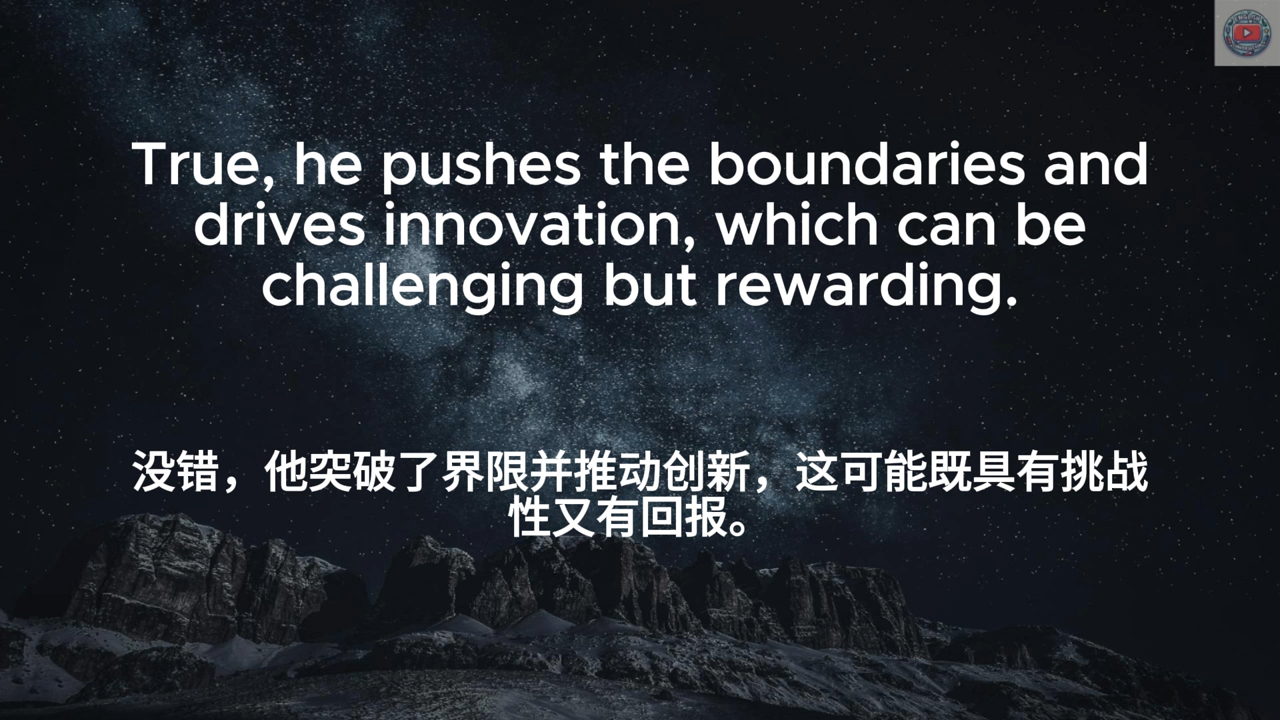 True, he pushes the boundaries and
drives innovation, which can be
challenging but rewarding.
没错，他突破了界限并推动创新，这可能既具有挑战
性又有回报。